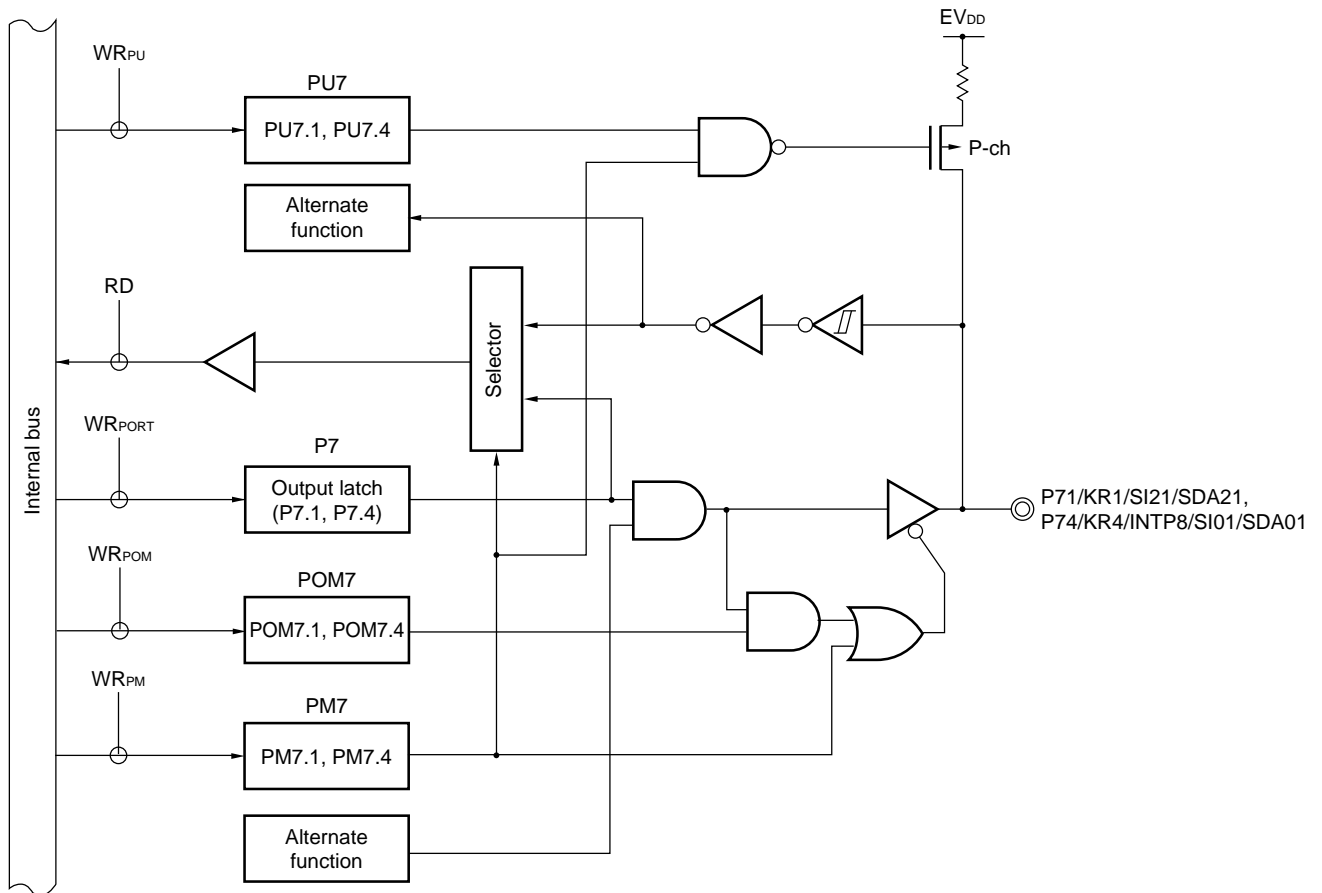 EVDD
WRPU
PU7
PU7.1, PU7.4
P-ch
Alternate
function
RD
Selector
Internal bus
WRPORT
P7
Output latch
(P7.1, P7.4)
P71/KR1/SI21/SDA21,
P74/KR4/INTP8/SI01/SDA01
WRPOM
POM7
POM7.1, POM7.4
WRPM
PM7
PM7.1, PM7.4
Alternate
function